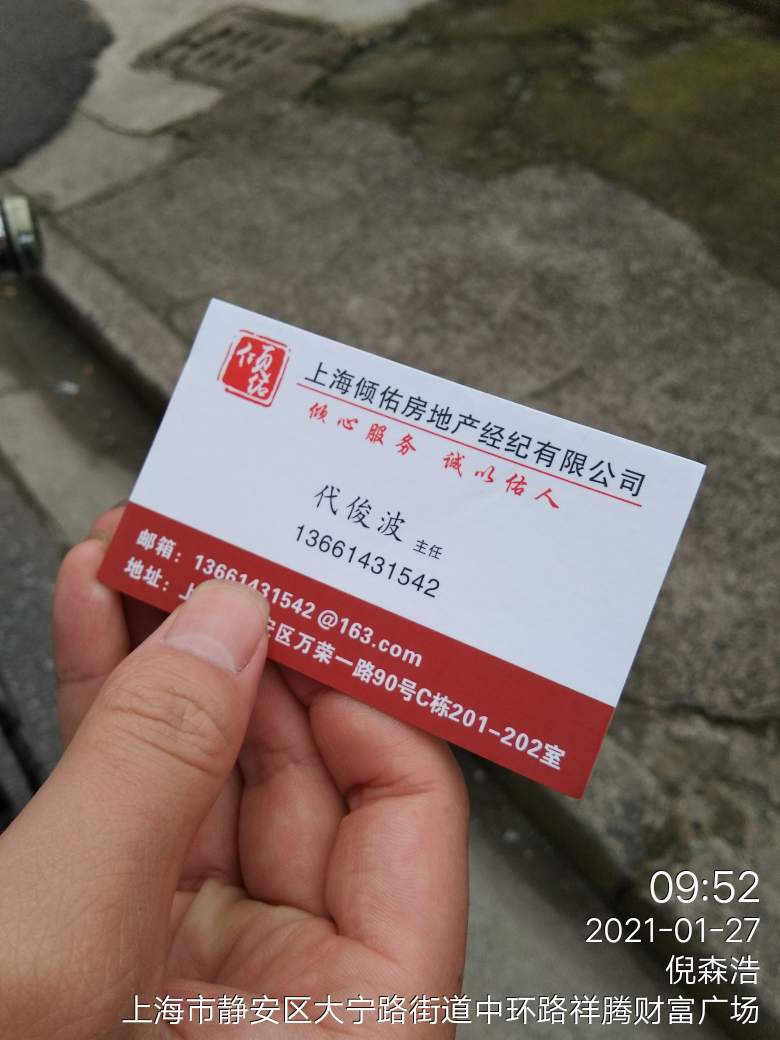 倾佑
上海倾佑房地产经纪有限公司
倾心服务 诚以佑人
代俊波 主任
13661431542
邮箱：13661431542@163.com
地址：上 安区万荣一路90号C栋201-202室
09:52
2021-01-27
倪森浩
上海市静安区大宁路街道中环路祥腾财富广场